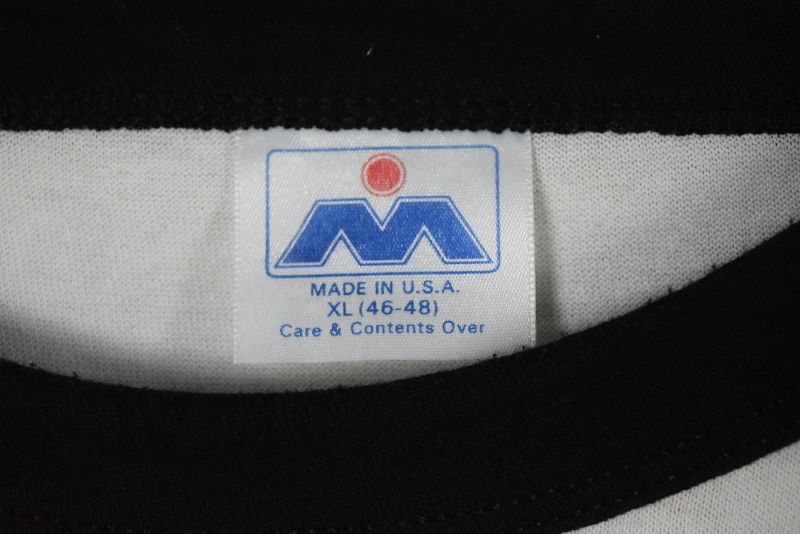 M
MADE IN U.S.A.
XL (46-48)
Care & Contents Over